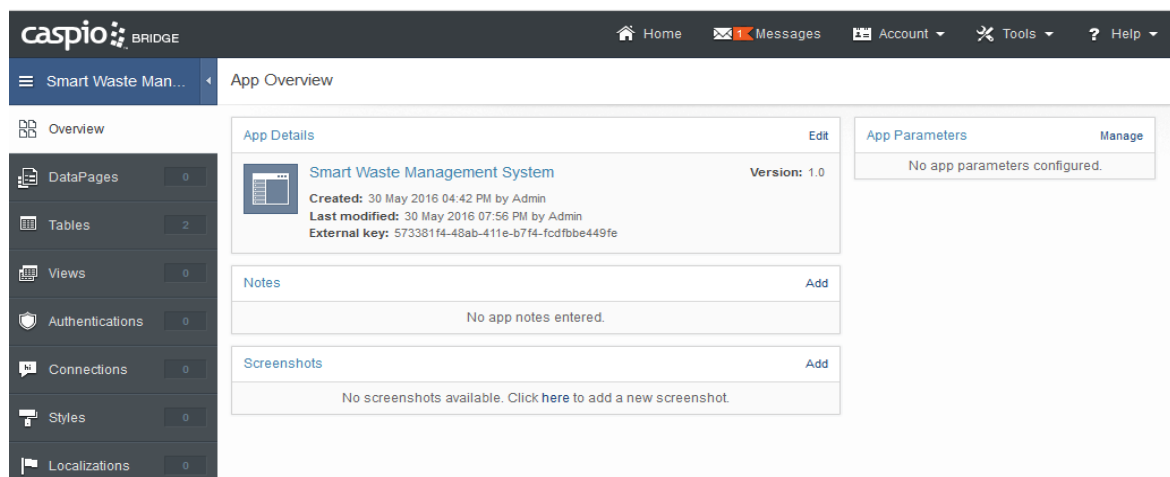 caspio BRIDGE
Home
1
Messages
Account
Tools
? Help
Smart Waste Man...
App Overview
Overview
DataPages 0
Tables 2
Views 0
Authentications 0
hi
Connections 0
Styles 0
Localizations 0
App Details Edit
Smart Waste Management System Version: 1.0
Created: 30 May 2016 04:42 PM by Admin
Last modified: 30 May 2016 07:56 PM by Admin
External key: 573381f4-48ab-411e-b7f4-fcdfbbe449fe
Notes Add
No app notes entered.
Screenshots Add
No screenshots available. Click here to add a new screenshot.
App Parameters Manage
No app parameters configured.